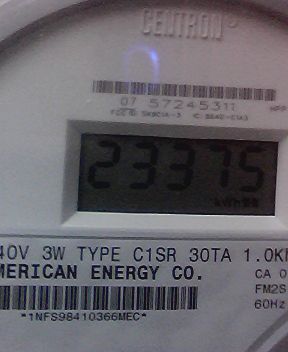 CENTRON
07 57245311
23375
40V 3W TYPE C1SR 30TA 1.0K
MERICAN ENERGY CO.
CA 0
FM2S
60Hz
*1NFS98410366MEC*